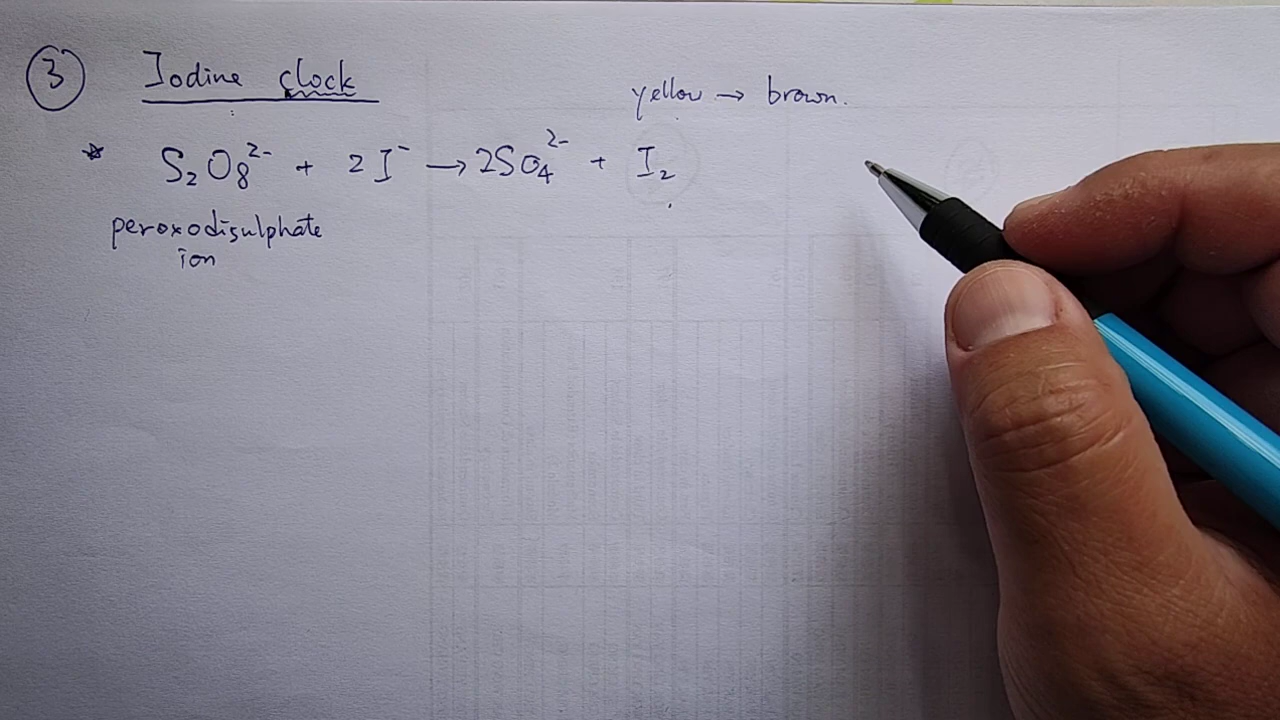 ③ Iodine clock
yellow → brown.
* S₂O₈²⁻ + 2I⁻ → 2SO₄²⁻ + I₂
peroxodisulphate
ion